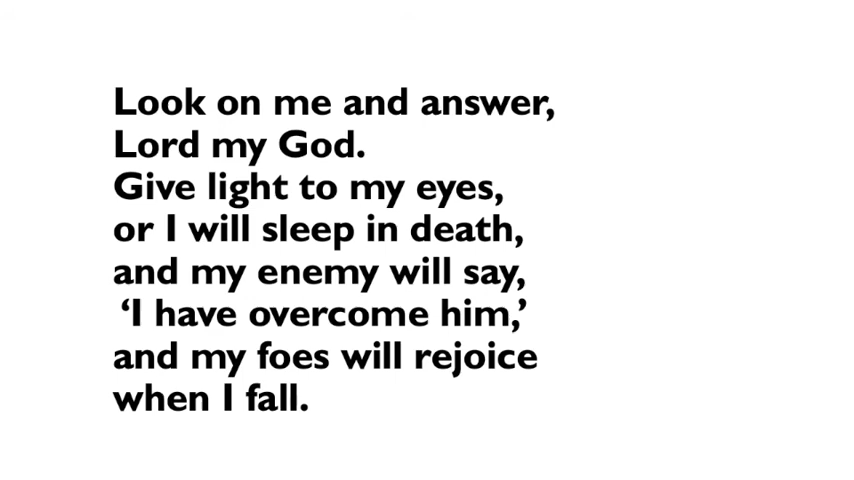 Look on me and answer,
Lord my God.
Give light to my eyes,
or I will sleep in death,
and my enemy will say,
‘I have overcome him,’
and my foes will rejoice
when I fall.